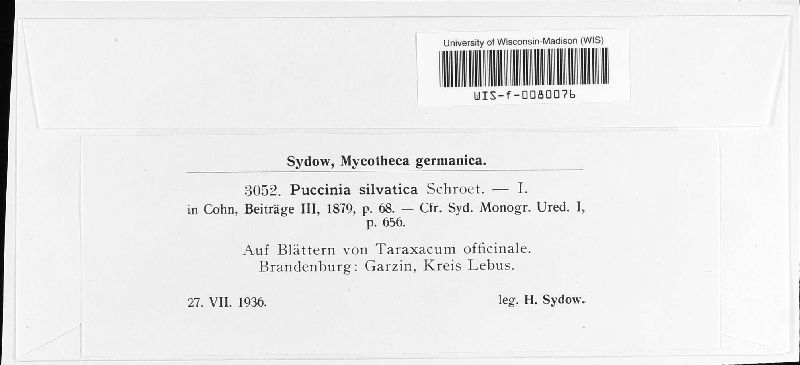 University of Wisconsin-Madison (WIS)
WIS-f-0080076
Sydow, Mycotheca germanica.
3052. Puccinia silvatica Schroet. — I.
in Cohn, Beiträge III, 1879, p. 68. — Cfr. Syd. Monogr. Ured. I,
p. 656.
Auf Blättern von Taraxacum officinale.
Brandenburg: Garzin, Kreis Lebus.
27. VII. 1936. leg. H. Sydow.